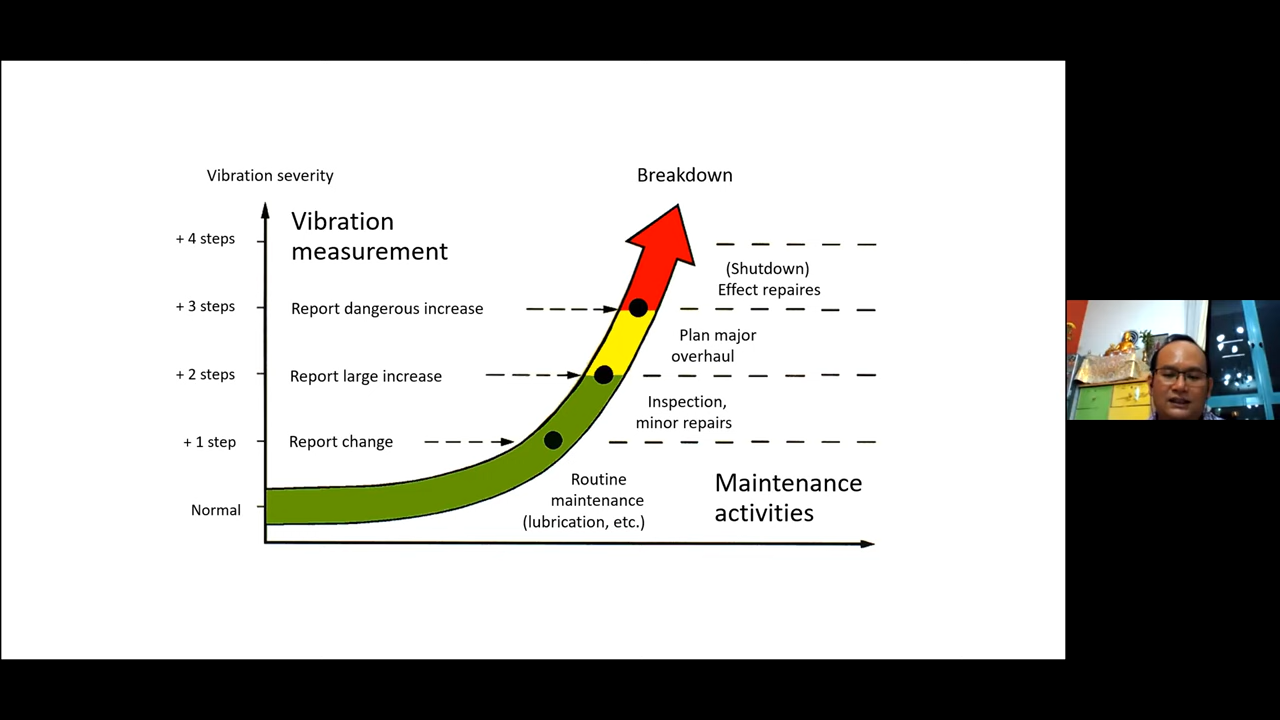 Vibration severity
Breakdown
Vibration
measurement
+ 4 steps
(Shutdown)
Effect repaires
+ 3 steps
Report dangerous increase
Plan major
overhaul
+ 2 steps
Report large increase
Inspection,
minor repairs
+ 1 step
Report change
Routine
maintenance
(lubrication, etc.)
Maintenance
activities
Normal